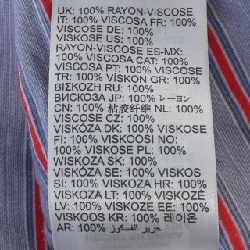 UK: 100% RAYON-VISCOSE
IT: 100% VISCOSA FR: 100%
VISCOSE DE: 100%
VISKOSE US: 100%
RAYON-VISCOSE ES-MX:
100% VISCOSA CAT: 100%
VISCOSA PT: 100% VISCOSE
TR: 100% VISKON GR: 100%
ΒΙΣΚΟΖΗ RU: 100%
ВИСКОЗА JP: 100% レーヨン
CN: 100% 粘胶纤维 NL: 100%
VISCOSE CZ: 100%
VISKÓZA DK: 100% VISKOSE
FI: 100% VISKOOSI NO:
100% VISKOSE PL: 100%
WISKOZA SK: 100%
VISKÓZA SE: 100% VISKOS
SI: 100% VISKOZA HR: 100%
VISKOZA LT: 100% VISKOZĖ
LV: 100% VISKOZE EE: 100%
VISKOOS KR: 100% 레이온
AR: 100% حرير الفسكوز